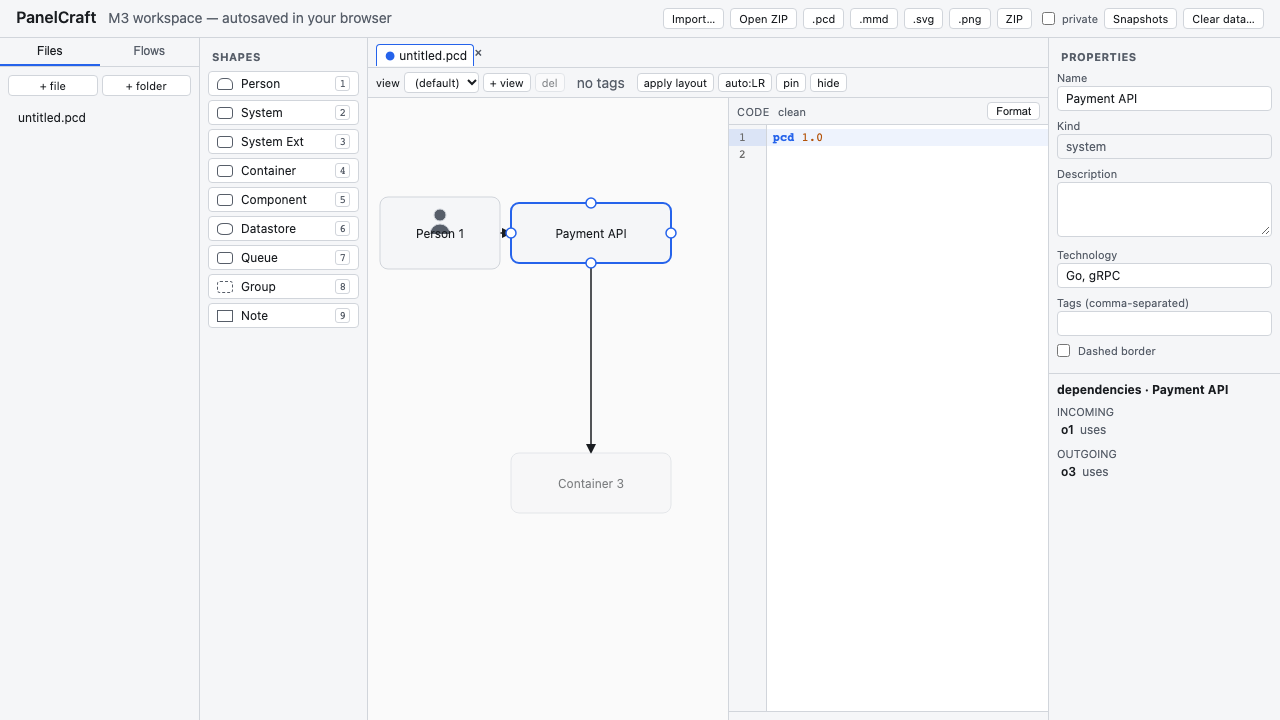 PanelCraft M3 workspace — autosaved in your browser Import... Open ZIP .pcd .mmd .svg .png ZIP private Snapshots Clear data...
Files Flows
+ file + folder
untitled.pcd
SHAPES
Person 1
System 2
System Ext 3
Container 4
Component 5
Datastore 6
Queue 7
Group 8
Note 9
untitled.pcd ×
view (default) + view del no tags apply layout auto:LR pin hide
Person 1
Payment API
Container 3
CODE clean Format
1 pcd 1.0
2
PROPERTIES
Name
Payment API
Kind
system
Description
Technology
Go, gRPC
Tags (comma-separated)
Dashed border
dependencies · Payment API
INCOMING
o1 uses
OUTGOING
o3 uses